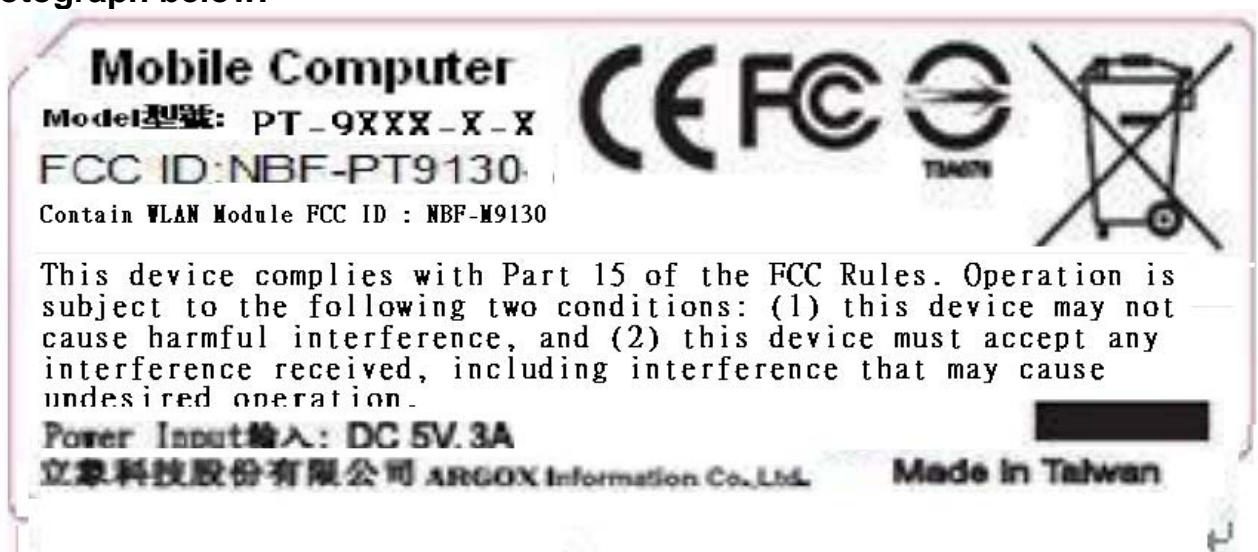 Mobile Computer
Model型號: PT-9XXX-X-X
FCC ID:NBF-PT9130
Contain WLAN Module FCC ID : NBF-M9130
CE FC
This device complies with Part 15 of the FCC Rules. Operation is
subject to the following two conditions: (1) this device may not
cause harmful interference, and (2) this device must accept any
interference received, including interference that may cause
undesired operation.
Power Input輸入: DC 5V.3A
立象科技股份有限公司 ARGOX Information Co.,Ltd.
Made in Taiwan